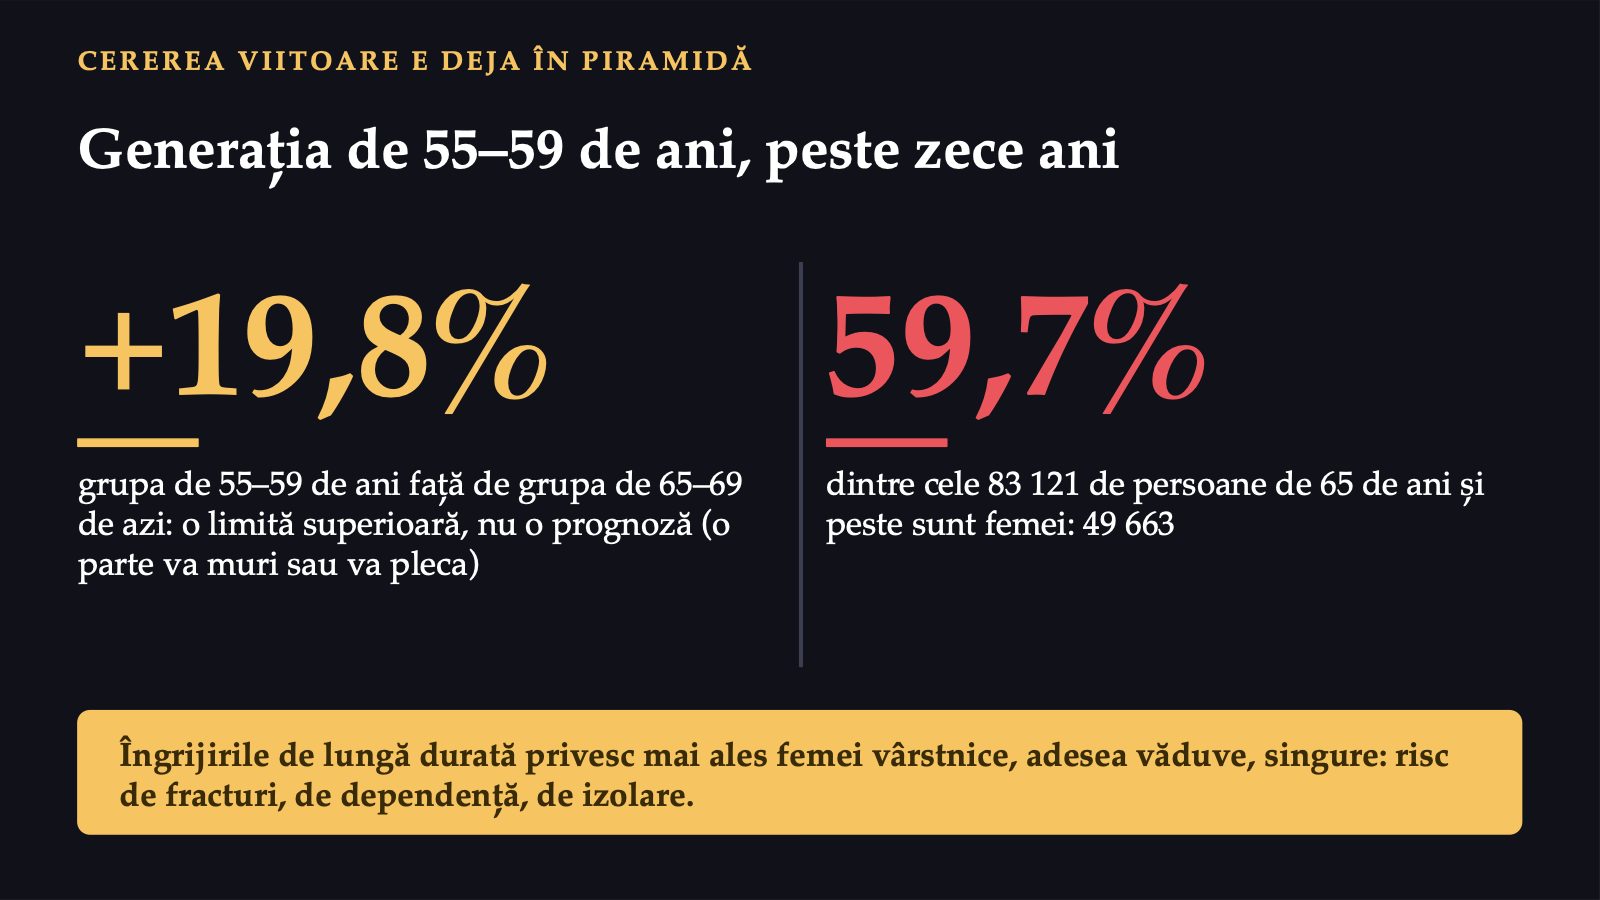 CEREREA VIITOARE E DEJA ÎN PIRAMIDĂ
Generația de 55–59 de ani, peste zece ani
+19,8%
grupa de 55–59 de ani față de grupa de 65–69
de azi: o limită superioară, nu o prognoză (o
parte va muri sau va pleca)
59,7%
dintre cele 83 121 de persoane de 65 de ani și
peste sunt femei: 49 663
Îngrijirile de lungă durată privesc mai ales femei vârstnice, adesea văduve, singure: risc
de fracturi, de dependență, de izolare.